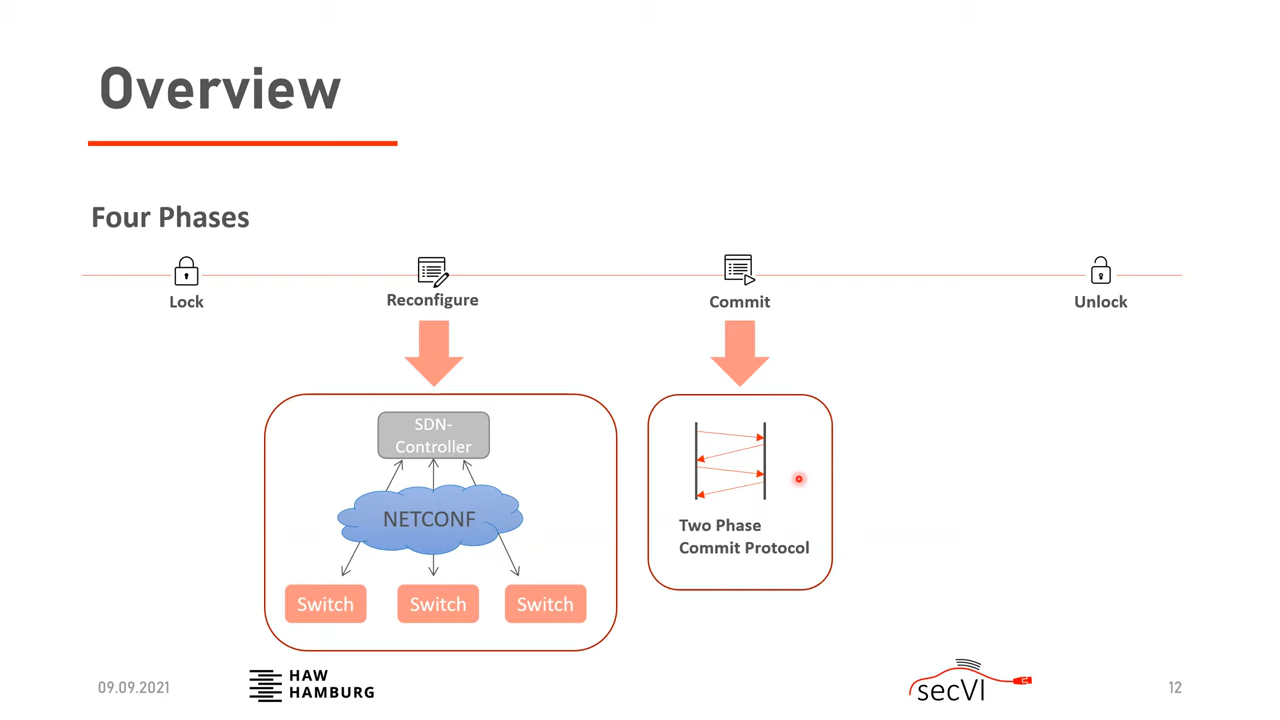 Overview
Four Phases
Lock
Reconfigure
Commit
Unlock
SDN-
Controller
NETCONF
Switch
Switch
Switch
Two Phase
Commit Protocol
09.09.2021
HAW
HAMBURG
secVI
12